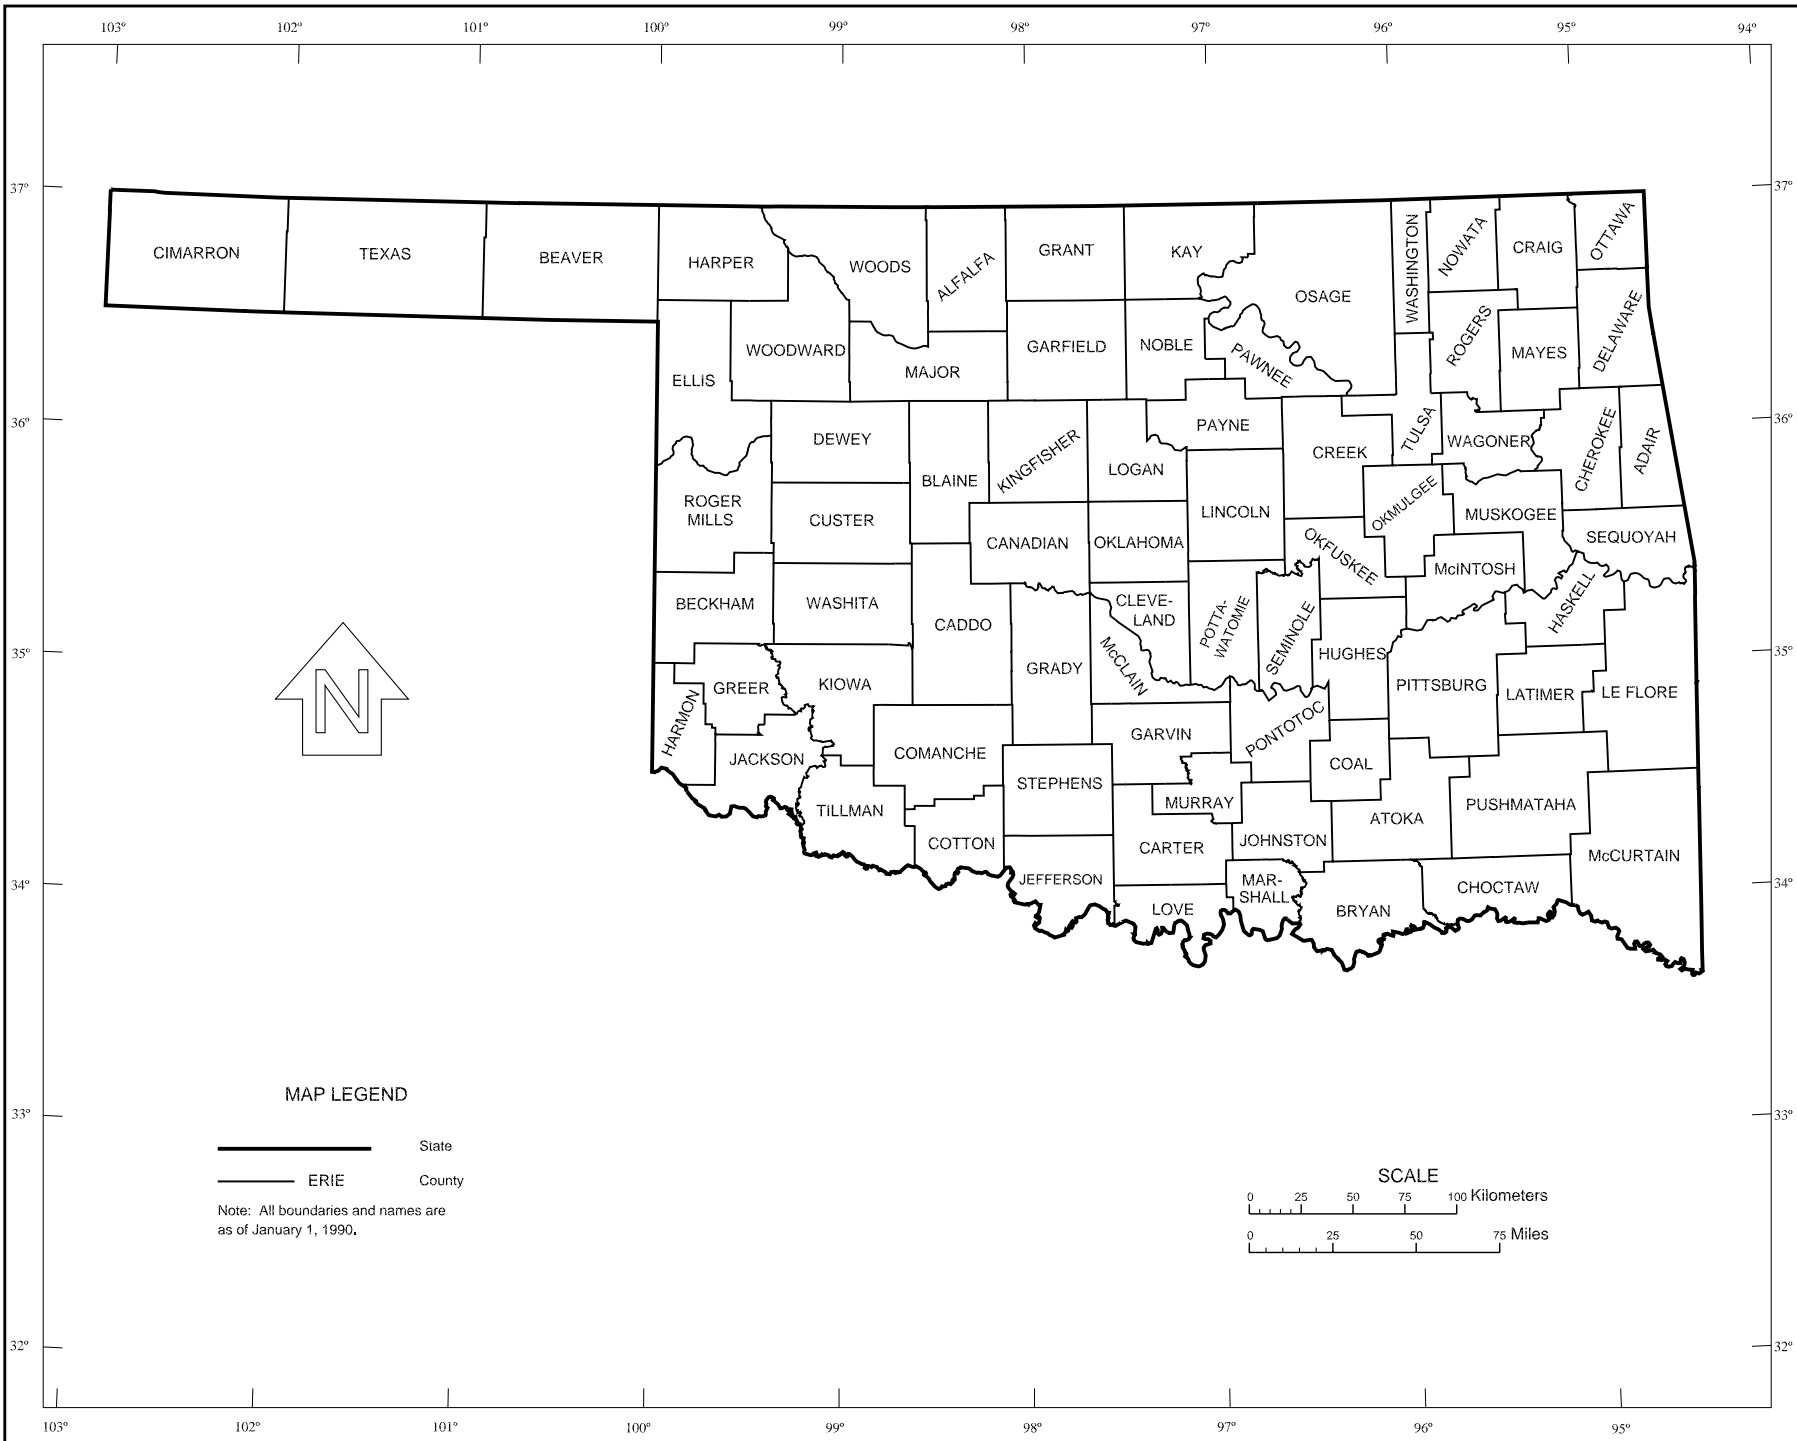 103° 102° 101° 100° 99° 98° 97° 96° 95° 94°
37° 37°
CIMARRON
TEXAS
BEAVER
HARPER
WOODS
ALFALFA
GRANT
KAY
OSAGE
WASHINGTON
NOWATA
CRAIG
OTTAWA
ELLIS
WOODWARD
MAJOR
GARFIELD
NOBLE
PAWNEE
ROGERS
MAYES
DELAWARE
36° 36°
DEWEY
BLAINE
KINGFISHER
LOGAN
PAYNE
CREEK
TULSA
WAGONER
CHEROKEE
ADAIR
ROGER
MILLS
CUSTER
CANADIAN
OKLAHOMA
LINCOLN
OKFUSKEE
OKMULGEE
MUSKOGEE
SEQUOYAH
McINTOSH
HASKELL
BECKHAM
WASHITA
CADDO
GRADY
CLEVE-
LAND
McCLAIN
POTTA-
WATOMIE
SEMINOLE
HUGHES
35° 35°
N
PITTSBURG
LATIMER
LE FLORE
HARMON
GREER
KIOWA
JACKSON
COMANCHE
GARVIN
PONTOTOC
COAL
STEPHENS
TILLMAN
COTTON
MURRAY
JOHNSTON
ATOKA
PUSHMATAHA
McCURTAIN
CARTER
34° 34°
JEFFERSON
LOVE
MAR-
SHALL
BRYAN
CHOCTAW
MAP LEGEND
33° 33°
State
ERIE County
Note: All boundaries and names are
as of January 1, 1990.
SCALE
0 25 50 75 100 Kilometers
0 25 50 75 Miles
32° 32°
103° 102° 101° 100° 99° 98° 97° 96° 95°